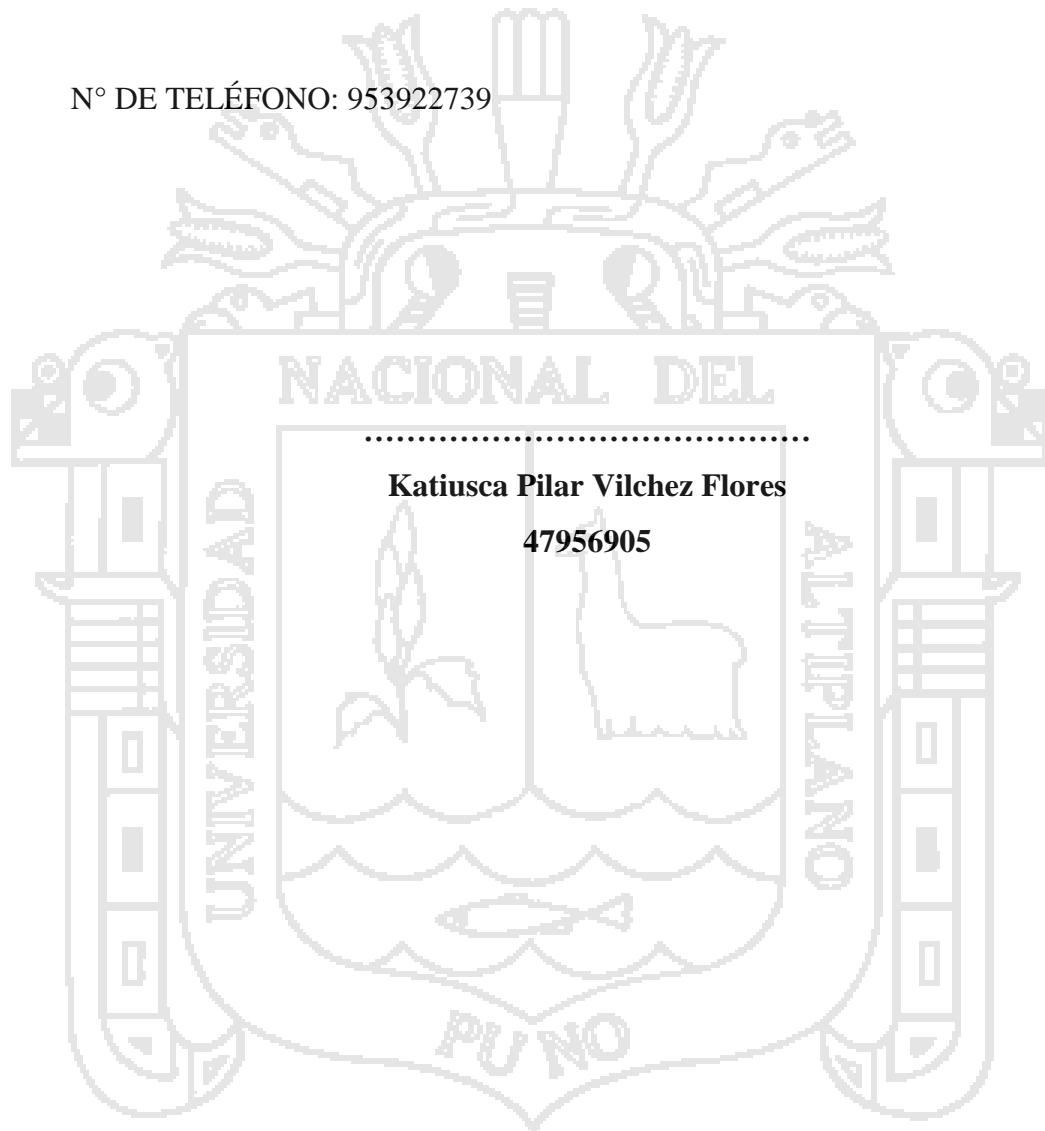 N° DE TELÉFONO: 953922739
NACIONAL DEL
...........................................
Katiusca Pilar Vilchez Flores
47956905
UNIVERSIDAD
ALTIPLANO
PUNO